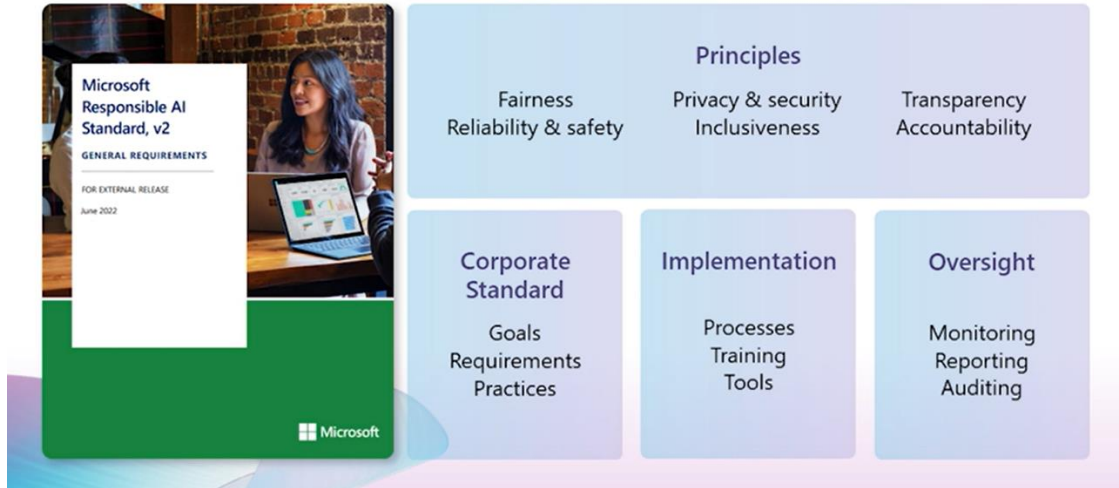 Microsoft
Responsible AI
Standard, v2
GENERAL REQUIREMENTS
FOR EXTERNAL RELEASE
June 2022
Microsoft
Principles
Fairness
Reliability & safety
Privacy & security
Inclusiveness
Transparency
Accountability
Corporate
Standard
Goals
Requirements
Practices
Implementation
Processes
Training
Tools
Oversight
Monitoring
Reporting
Auditing